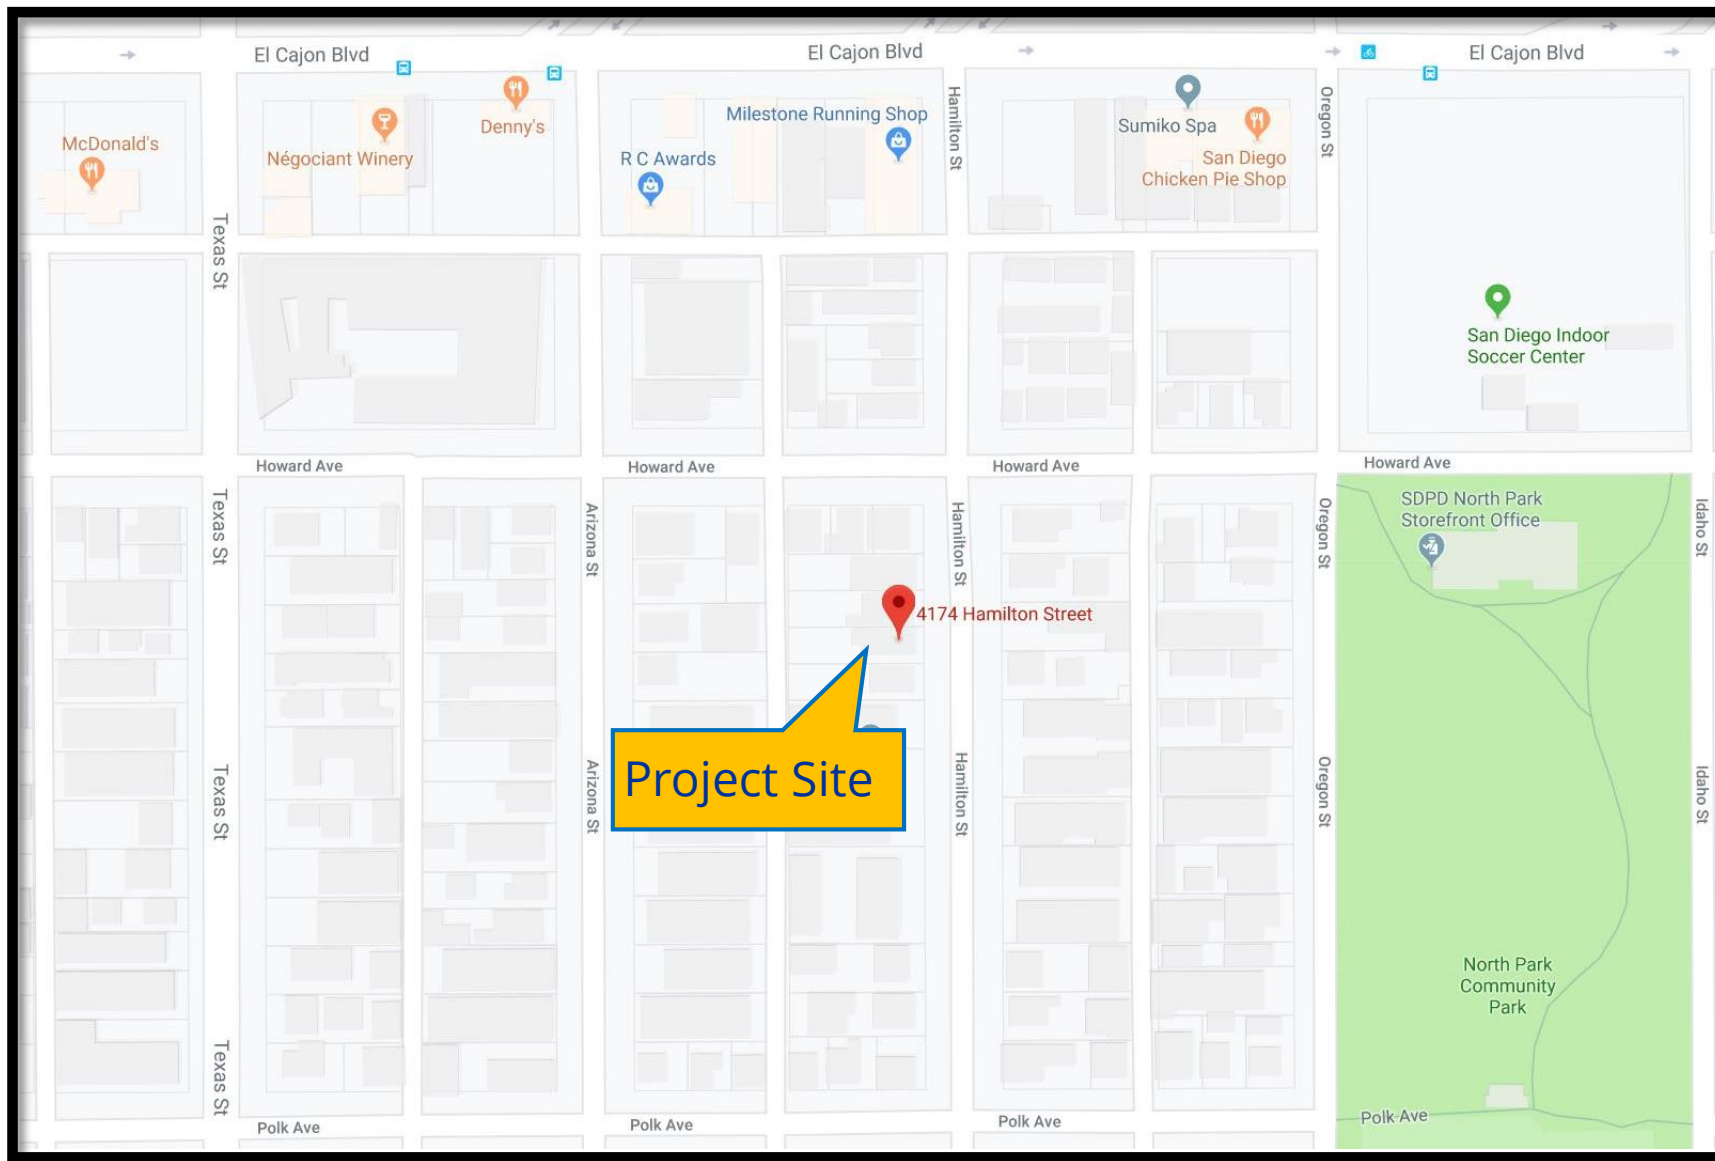 El Cajon Blvd
El Cajon Blvd
El Cajon Blvd
McDonald's
Négociant Winery
Denny's
R C Awards
Milestone Running Shop
Hamilton St
Sumiko Spa
San Diego
Chicken Pie Shop
Oregon St
Texas St
San Diego Indoor
Soccer Center
Howard Ave
Howard Ave
Howard Ave
Howard Ave
Texas St
Arizona St
Hamilton St
Oregon St
SDPD North Park
Storefront Office
Idaho St
4174 Hamilton Street
Project Site
Texas St
Arizona St
Hamilton St
Oregon St
Idaho St
North Park
Community
Park
Texas St
Polk Ave
Polk Ave
Polk Ave
Polk Ave